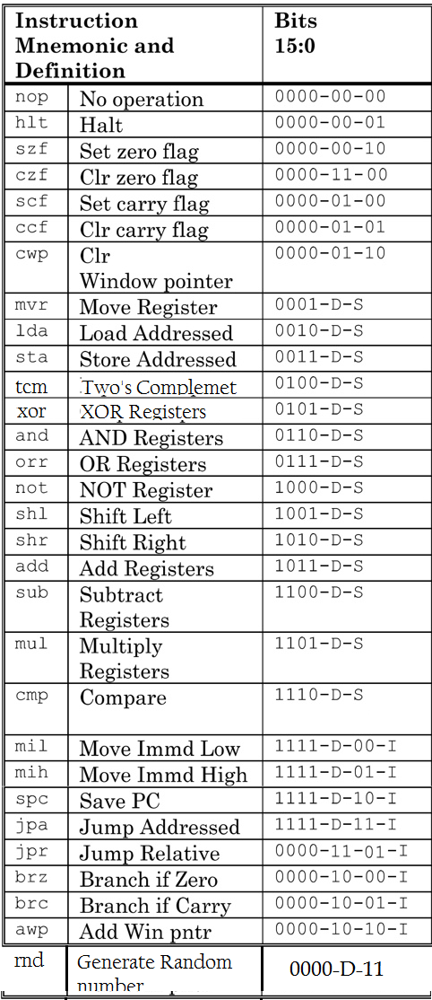 Instruction Bits
Mnemonic and 15:0
Definition
nop No operation 0000-00-00
hlt Halt 0000-00-01
szf Set zero flag 0000-00-10
czf Clr zero flag 0000-11-00
scf Set carry flag 0000-01-00
ccf Clr carry flag 0000-01-01
cwp Clr 0000-01-10
Window pointer
mvr Move Register 0001-D-S
lda Load Addressed 0010-D-S
sta Store Addressed 0011-D-S
tcm Two's Complemet 0100-D-S
xor XOR Registers 0101-D-S
and AND Registers 0110-D-S
orr OR Registers 0111-D-S
not NOT Register 1000-D-S
shl Shift Left 1001-D-S
shr Shift Right 1010-D-S
add Add Registers 1011-D-S
sub Subtract 1100-D-S
Registers
mul Multiply 1101-D-S
Registers
cmp Compare 1110-D-S
mil Move Immd Low 1111-D-00-I
mih Move Immd High 1111-D-01-I
spc Save PC 1111-D-10-I
jpa Jump Addressed 1111-D-11-I
jpr Jump Relative 0000-11-01-I
brz Branch if Zero 0000-10-00-I
brc Branch if Carry 0000-10-01-I
awp Add Win pntr 0000-10-10-I
rnd Generate Random 0000-D-11
number